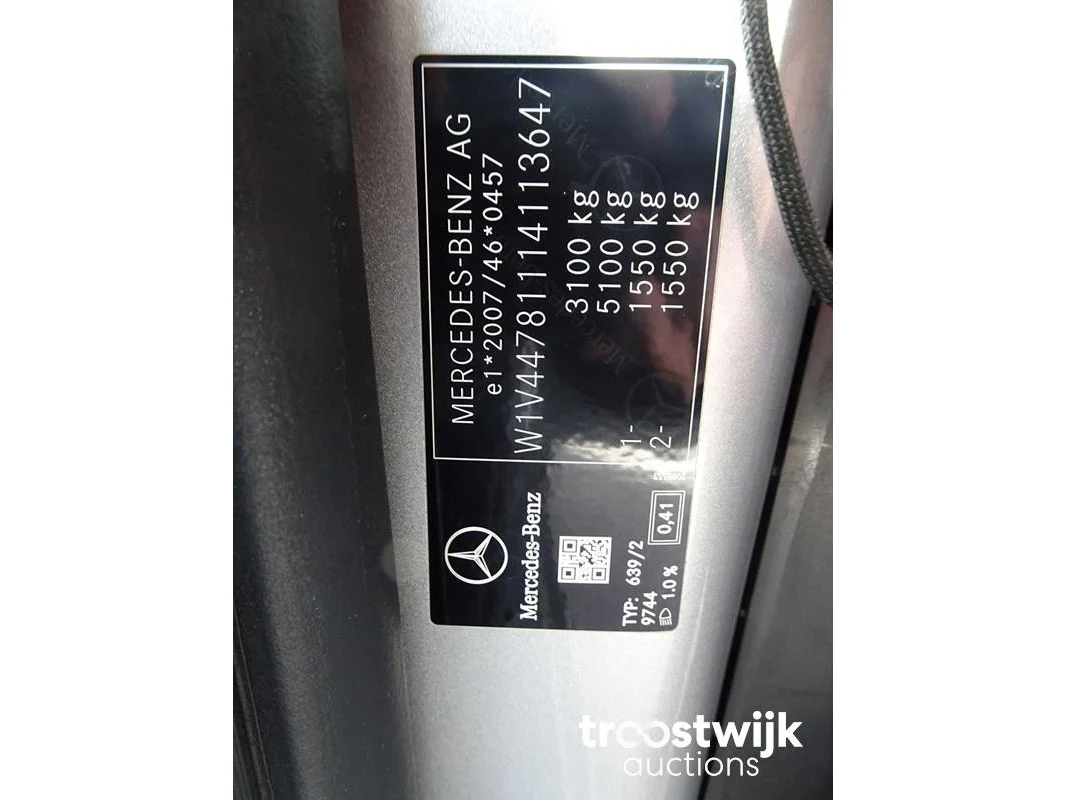 MERCEDES-BENZ AG
e1*2007/46*0457
W1V44781114113647
3100 kg
5100 kg
1- 1550 kg
2- 1550 kg
Mercedes-Benz
TYP: 639/2
9744
0,41
1.0 %
troostwijk
auctions